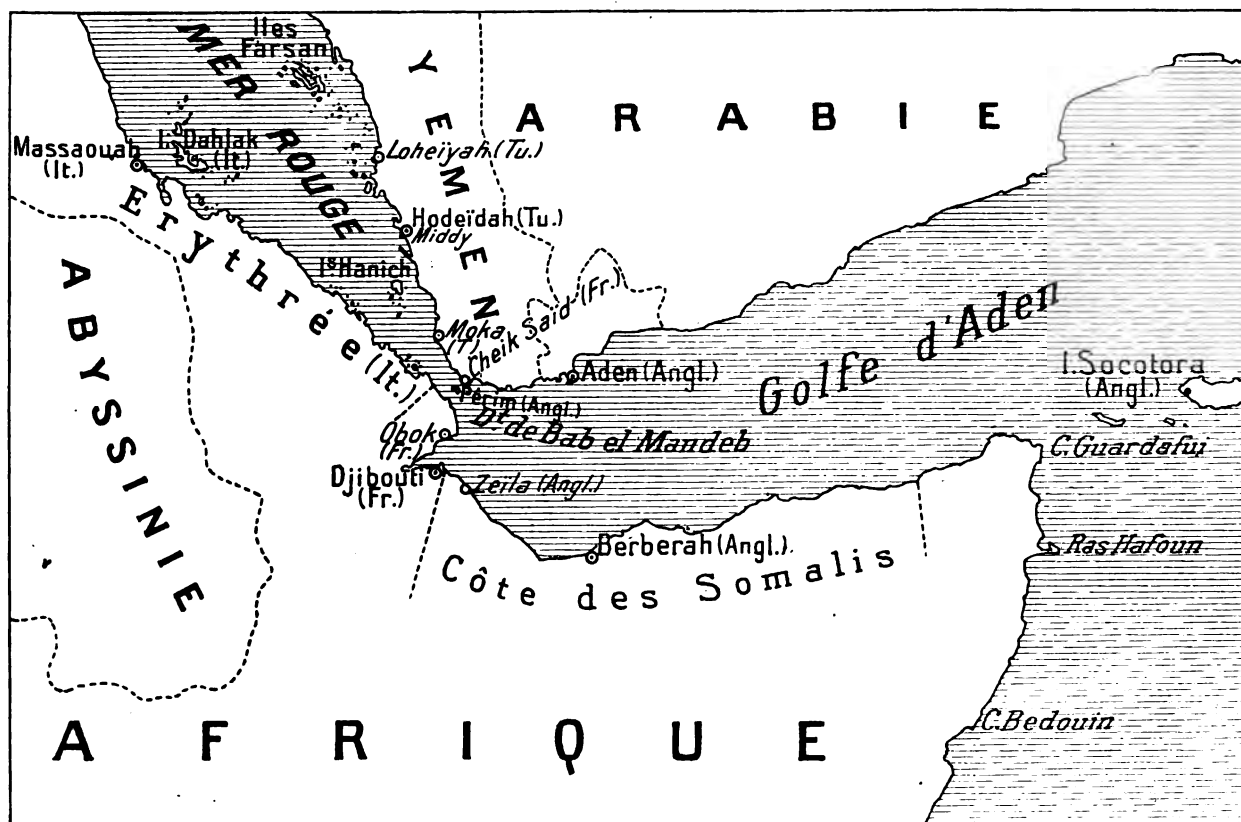 Iles
Farsan
MER ROUGE
YEMEN
ARABIE
Massaouah
(It.)
I. Dahlak
(It.)
Loheïyah (Tu.)
Hodeïdah (Tu.)
Middy
Erythrée (It.)
Is Hanich
ABYSSINIE
Moka
(T.)
Cheik Saïd (Fr.)
Aden (Angl.)
Golfe d'Aden
I. Socotora
(Angl.)
Périm (Angl.)
Dt. de Bab el Mandeb
Obok
(Fr.)
C. Guardafui
Djibouti
(Fr.)
Zeila (Angl.)
Berberah (Angl.)
Ras Hafoun
Côte des Somalis
C. Bedouin
AFRIQUE